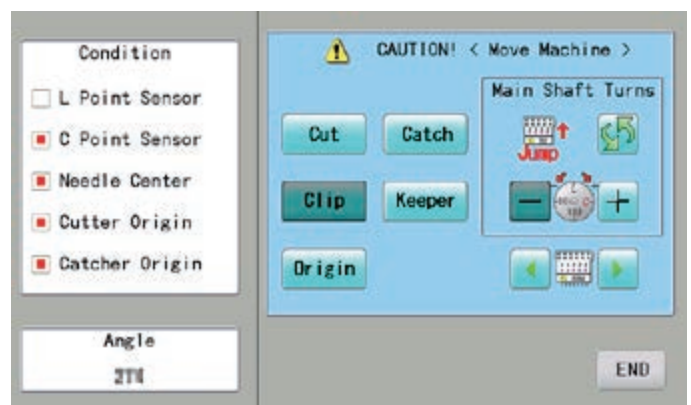 Condition
L Point Sensor
C Point Sensor
Needle Center
Cutter Origin
Catcher Origin
Angle
CAUTION! < Move Machine >
Main Shaft Turns
Cut
Catch
Jump
Clip
Keeper
Origin
END